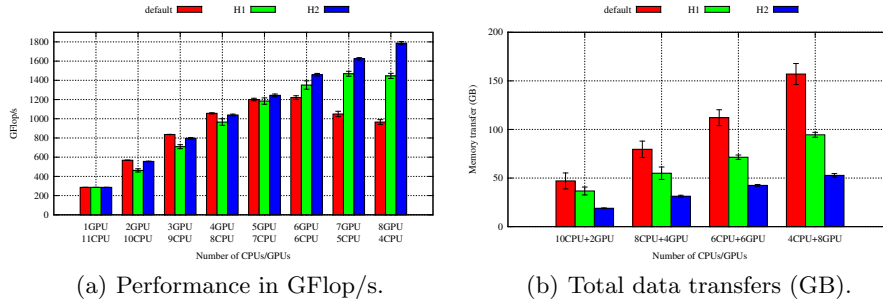 default H1 H2
1800
1600
1400
1200
1000
800
600
400
200
0
GFlop/s
1GPU 2GPU 3GPU 4GPU 5GPU 6GPU 7GPU 8GPU
11CPU 10CPU 9CPU 8CPU 7CPU 6CPU 5CPU 4CPU
Number of CPUs/GPUs
(a) Performance in GFlop/s.
default H1 H2
200
150
100
50
0
Memory transfer (GB)
10CPU+2GPU 8CPU+4GPU 6CPU+6GPU 4CPU+8GPU
Number of CPUs/GPUs
(b) Total data transfers (GB).